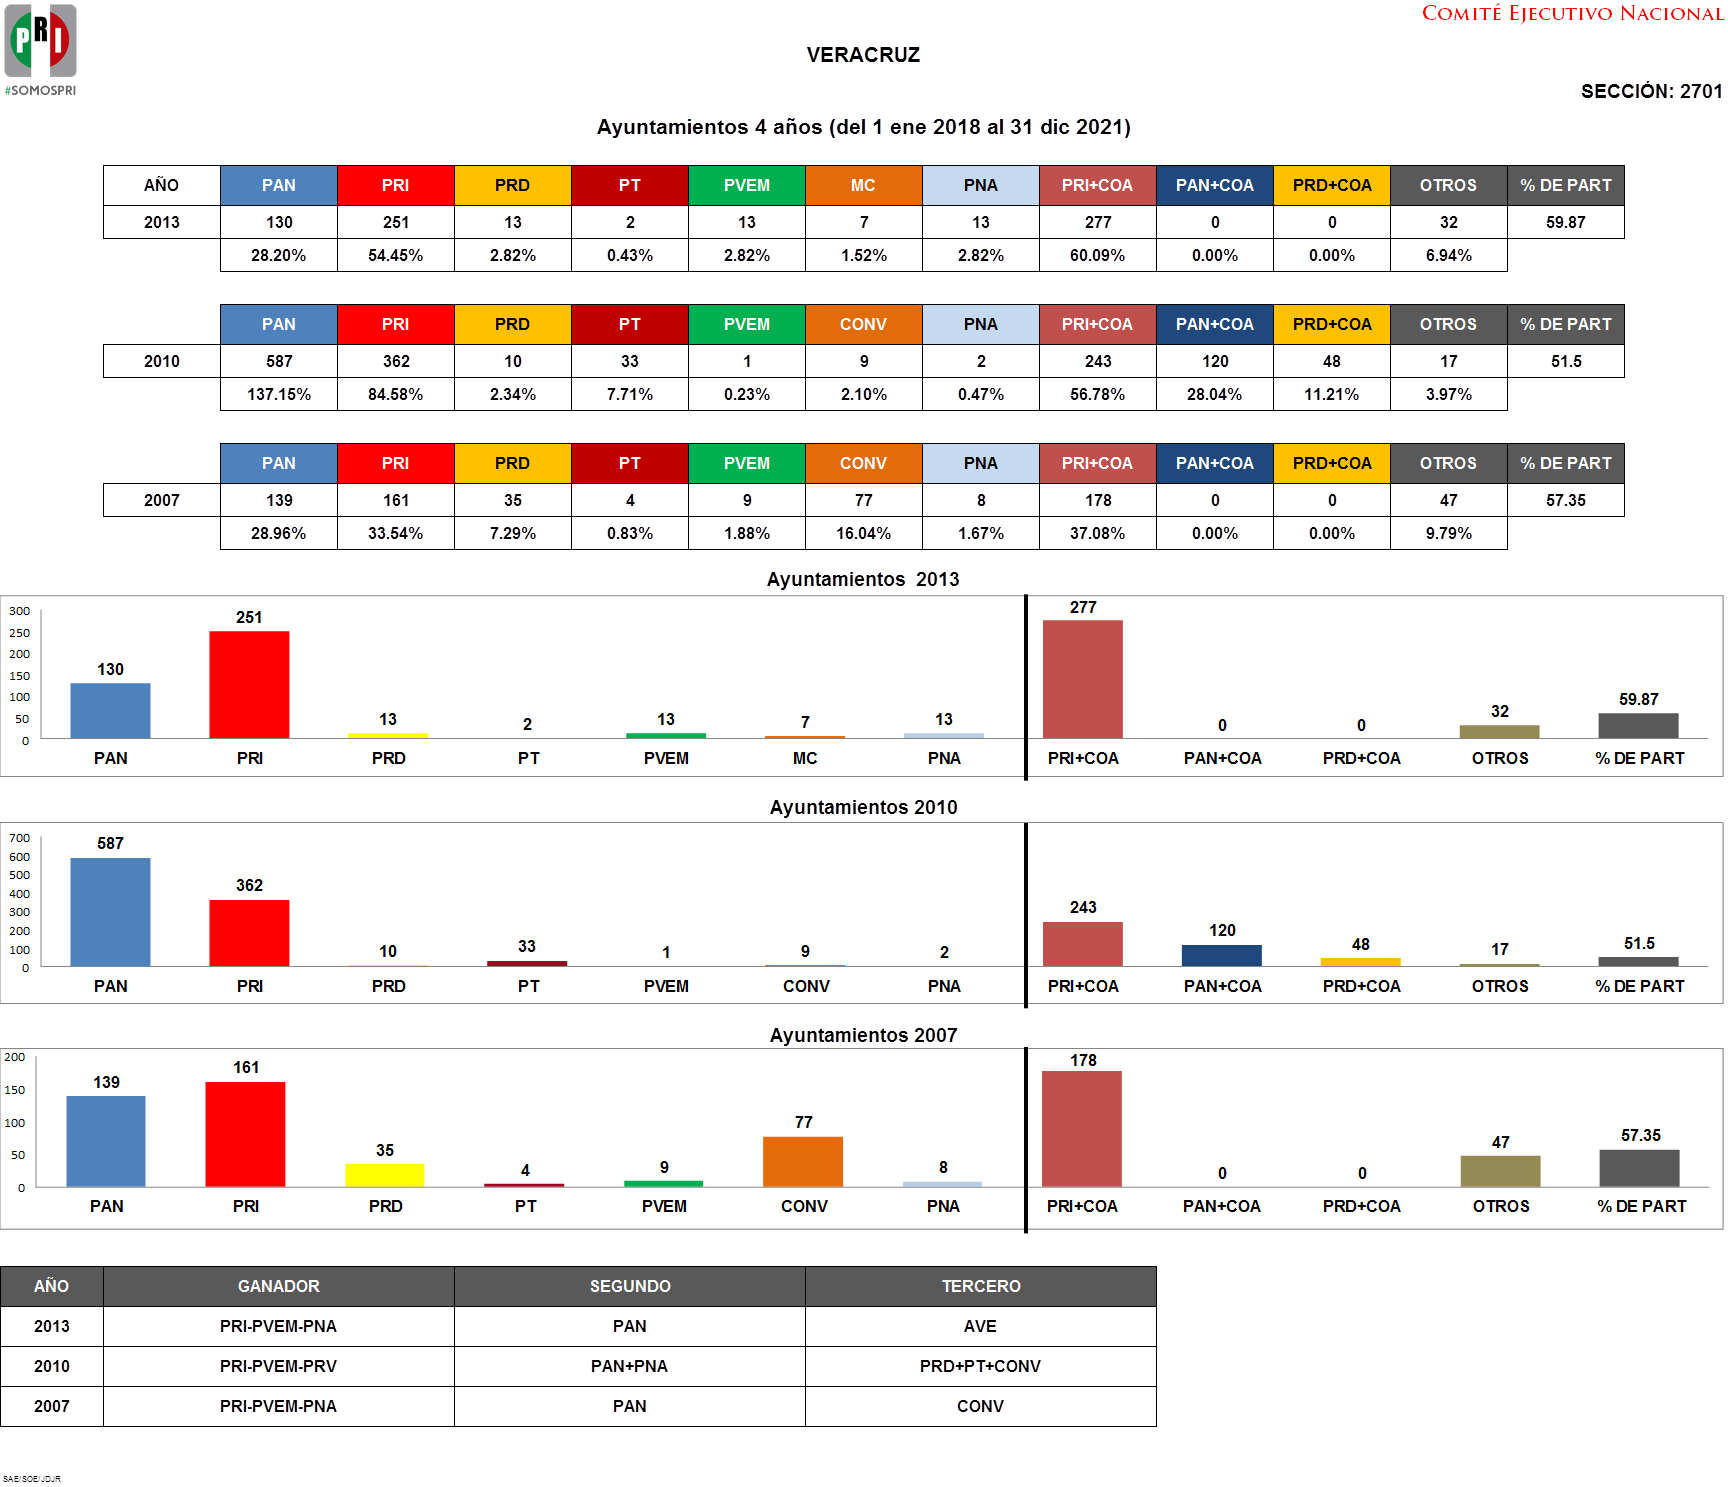 PRI
#SOMOSPRI
COMITÉ EJECUTIVO NACIONAL
VERACRUZ
SECCIÓN: 2701
Ayuntamientos 4 años (del 1 ene 2018 al 31 dic 2021)
AÑO PAN PRI PRD PT PVEM MC PNA PRI+COA PAN+COA PRD+COA OTROS % DE PART
2013 130 251 13 2 13 7 13 277 0 0 32 59.87
28.20% 54.45% 2.82% 0.43% 2.82% 1.52% 2.82% 60.09% 0.00% 0.00% 6.94%
PAN PRI PRD PT PVEM CONV PNA PRI+COA PAN+COA PRD+COA OTROS % DE PART
2010 587 362 10 33 1 9 2 243 120 48 17 51.5
137.15% 84.58% 2.34% 7.71% 0.23% 2.10% 0.47% 56.78% 28.04% 11.21% 3.97%
PAN PRI PRD PT PVEM CONV PNA PRI+COA PAN+COA PRD+COA OTROS % DE PART
2007 139 161 35 4 9 77 8 178 0 0 47 57.35
28.96% 33.54% 7.29% 0.83% 1.88% 16.04% 1.67% 37.08% 0.00% 0.00% 9.79%
Ayuntamientos 2013
300
250
200
150
100
50
0
130 251 13 2 13 7 13 277 0 0 32 59.87
PAN PRI PRD PT PVEM MC PNA PRI+COA PAN+COA PRD+COA OTROS % DE PART
Ayuntamientos 2010
700
600
500
400
300
200
100
0
587 362 10 33 1 9 2 243 120 48 17 51.5
PAN PRI PRD PT PVEM CONV PNA PRI+COA PAN+COA PRD+COA OTROS % DE PART
Ayuntamientos 2007
200
150
100
50
0
139 161 35 4 9 77 8 178 0 0 47 57.35
PAN PRI PRD PT PVEM CONV PNA PRI+COA PAN+COA PRD+COA OTROS % DE PART
AÑO GANADOR SEGUNDO TERCERO
2013 PRI-PVEM-PNA PAN AVE
2010 PRI-PVEM-PRV PAN+PNA PRD+PT+CONV
2007 PRI-PVEM-PNA PAN CONV
SAE/SOE/JDJR